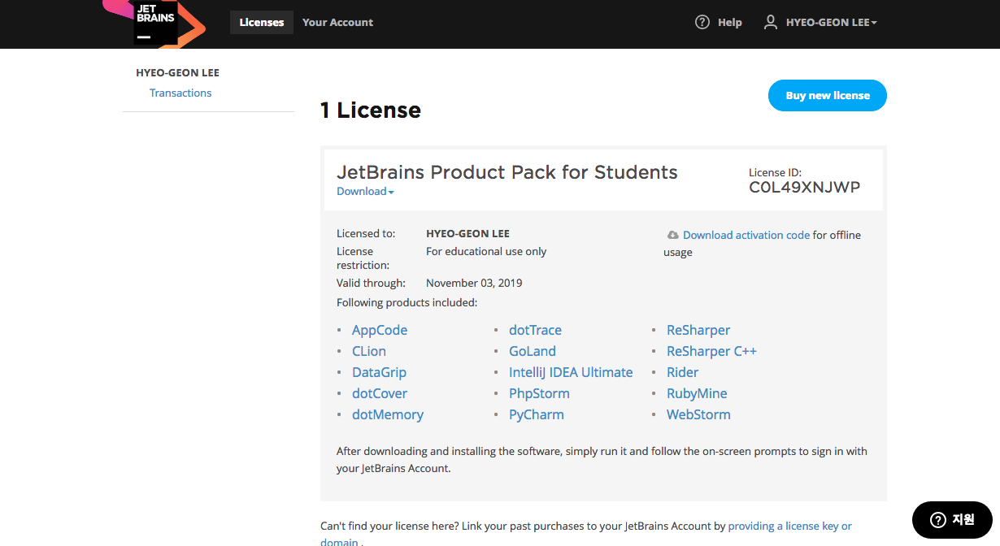 JET
BRAINS
Licenses
Your Account
Help
HYEO-GEON LEE
HYEO-GEON LEE
Transactions
1 License
Buy new license
JetBrains Product Pack for Students
Download
License ID:
C0L49XNJWP
Licensed to:
HYEO-GEON LEE
License
restriction:
For educational use only
Valid through:
November 03, 2019
Download activation code for offline
usage
Following products included:
• AppCode
• CLion
• DataGrip
• dotCover
• dotMemory
• dotTrace
• GoLand
• IntelliJ IDEA Ultimate
• PhpStorm
• PyCharm
• ReSharper
• ReSharper C++
• Rider
• RubyMine
• WebStorm
After downloading and installing the software, simply run it and follow the on-screen prompts to sign in with
your JetBrains Account.
Can't find your license here? Link your past purchases to your JetBrains Account by providing a license key or
domain .
지원